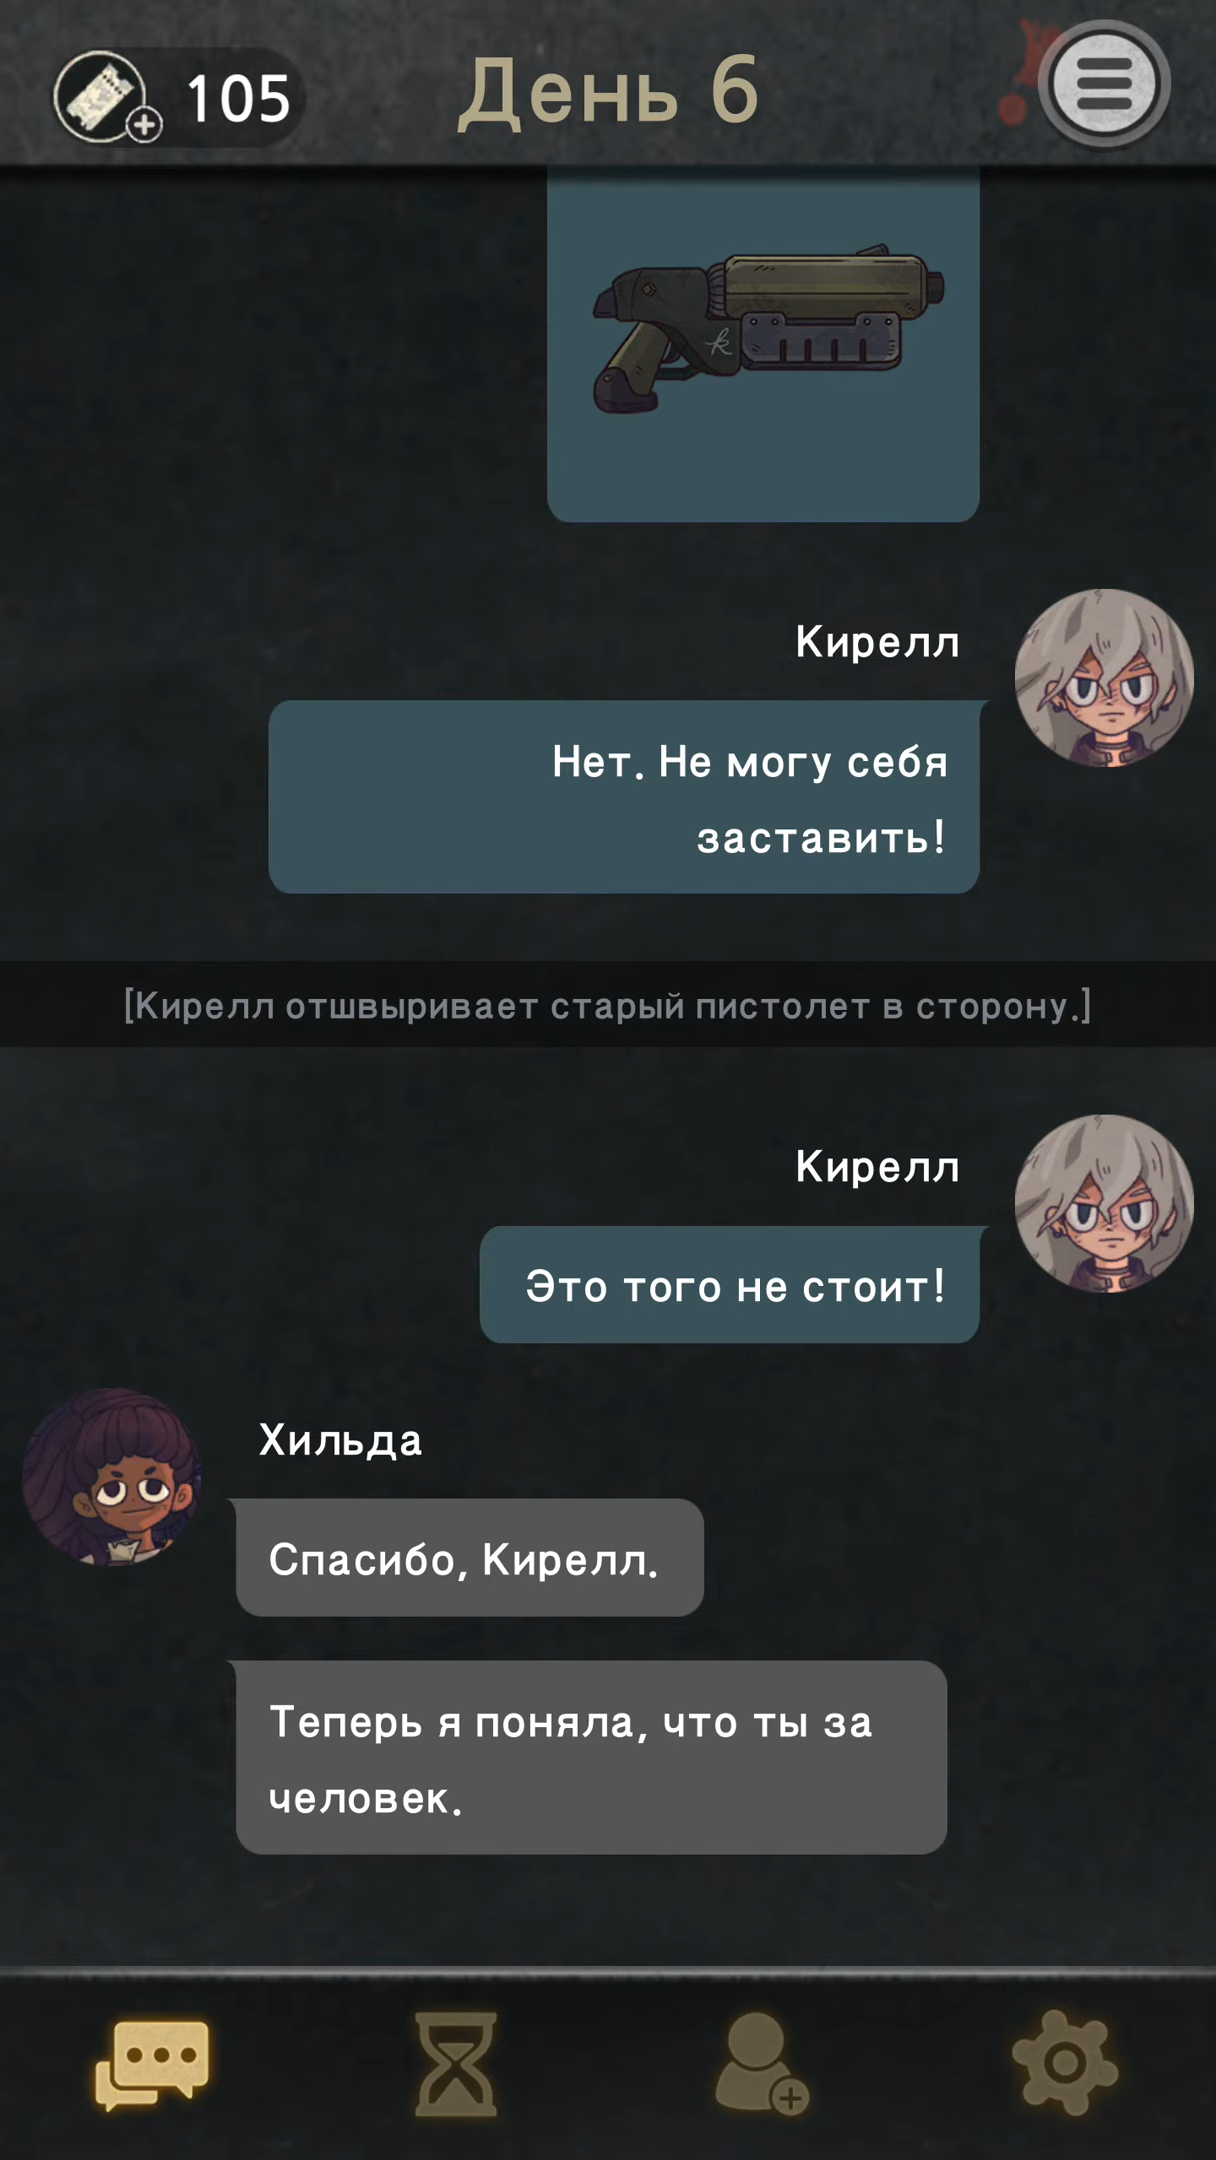 105
День 6
Кирелл
Нет. Не могу себя
заставить!
[Кирелл отшвыривает старый пистолет в сторону.]
Кирелл
Это того не стоит!
Хильда
Спасибо, Кирелл.
Теперь я поняла, что ты за
человек.